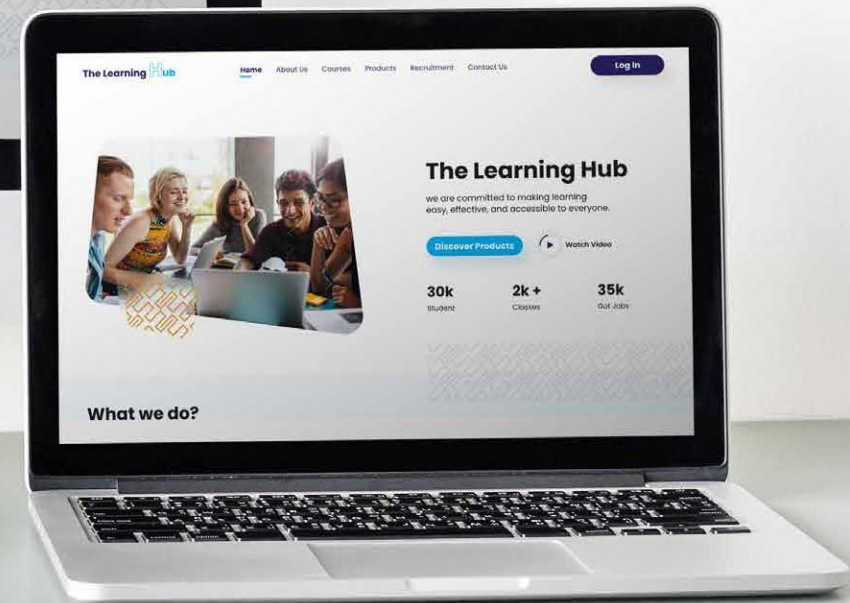 The Learning Hub
Home About Us Courses Products Recruitment Contact Us
Log In
The Learning Hub
we are committed to making learning
easy, effective, and accessible to everyone.
Discover Products
Watch Video
30k 2k + 35k
Student Classes Got Jobs
What we do?